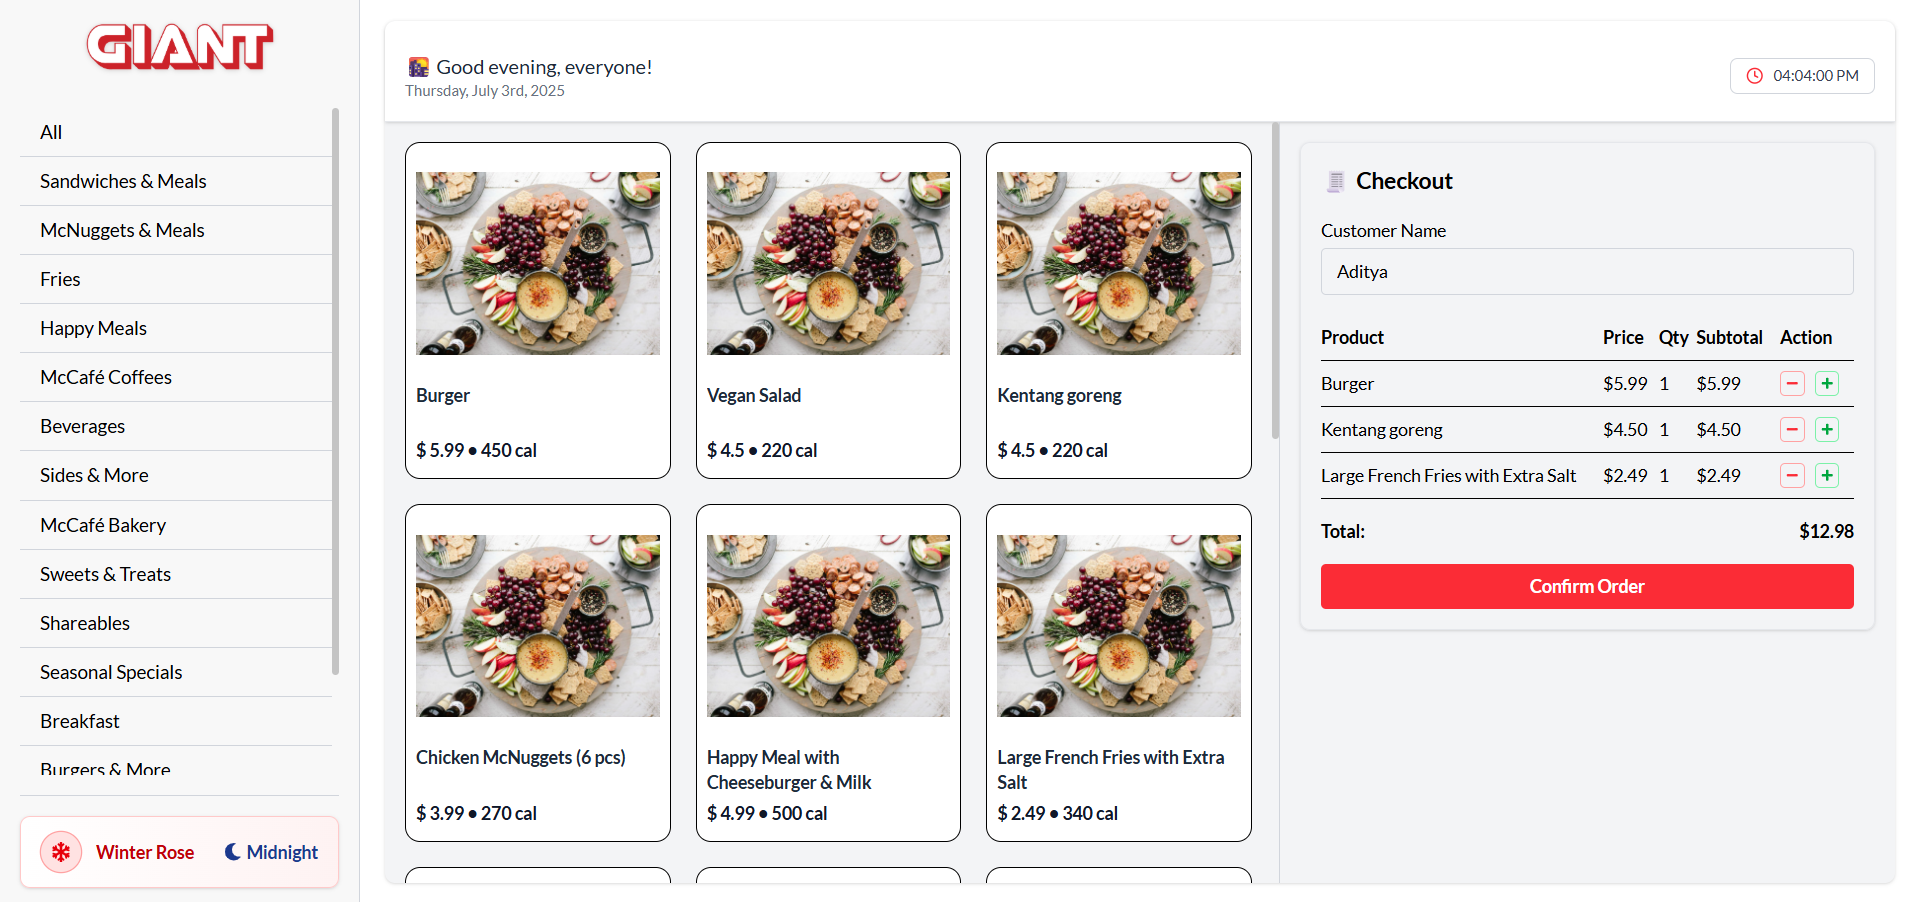 GIANT
All
Sandwiches & Meals
McNuggets & Meals
Fries
Happy Meals
McCafé Coffees
Beverages
Sides & More
McCafé Bakery
Sweets & Treats
Shareables
Seasonal Specials
Breakfast
Burgers & More
Winter Rose
Midnight
Good evening, everyone!
Thursday, July 3rd, 2025
04:04:00 PM
Burger
$ 5.99 • 450 cal
Vegan Salad
$ 4.5 • 220 cal
Kentang goreng
$ 4.5 • 220 cal
Chicken McNuggets (6 pcs)
$ 3.99 • 270 cal
Happy Meal with
Cheeseburger & Milk
$ 4.99 • 500 cal
Large French Fries with Extra
Salt
$ 2.49 • 340 cal
Checkout
Customer Name
Aditya
Product Price Qty Subtotal Action
Burger $5.99 1 $5.99
Kentang goreng $4.50 1 $4.50
Large French Fries with Extra Salt $2.49 1 $2.49
Total: $12.98
Confirm Order